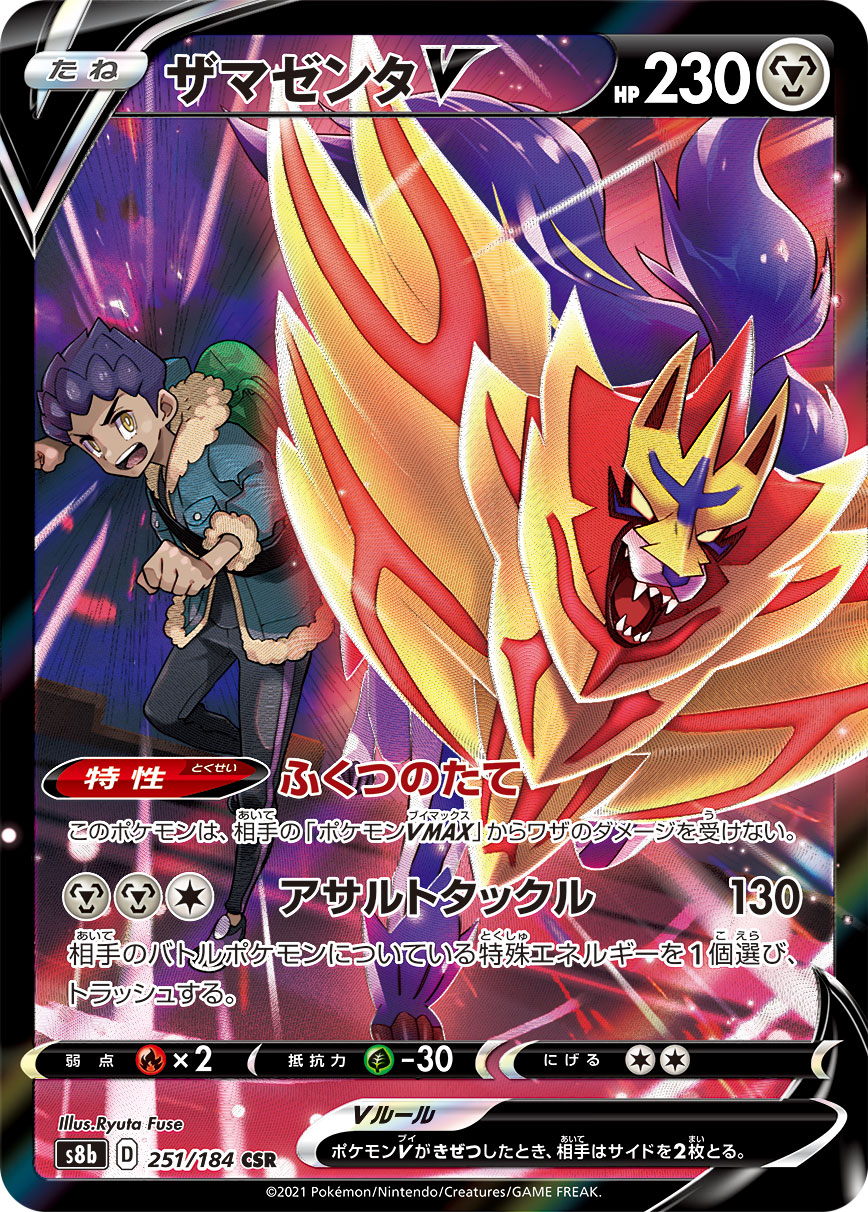 たね ザマゼンタV HP 230
特性 とくせい ふくつのたて
このポケモンは、相手の「ポケモンVMAX」からワザのダメージを受けない。
アサルトタックル 130
相手のバトルポケモンについている特殊エネルギーを1個選び、
トラッシュする。
弱点 ×2 抵抗力 -30 にげる
Illus.Ryuta Fuse
Vルール
ポケモンVがきぜつしたとき、相手はサイドを2枚とる。
s8b D 251/184 CSR
©2021 Pokémon/Nintendo/Creatures/GAME FREAK.